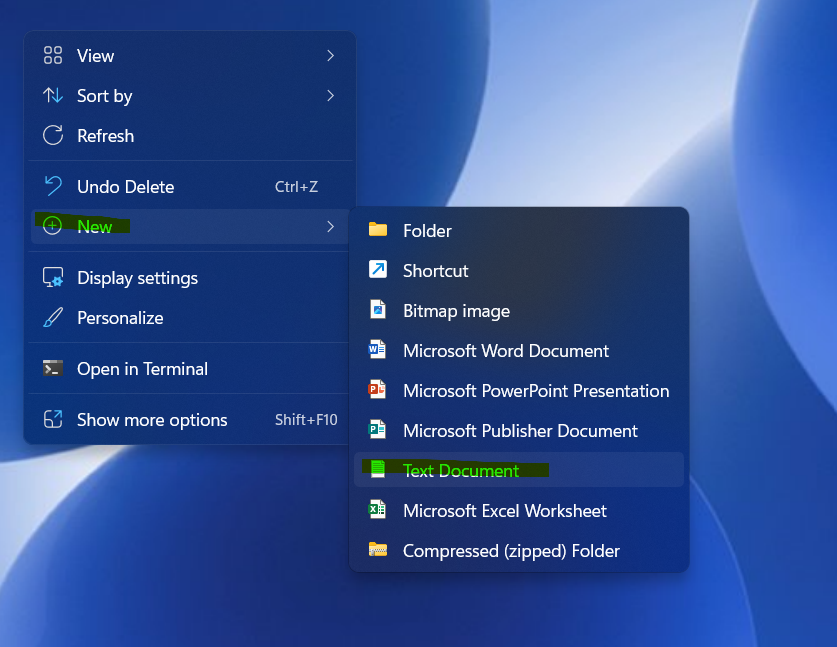 View
Sort by
Refresh
Undo Delete Ctrl+Z
New
Display settings
Personalize
Open in Terminal
Show more options Shift+F10
Folder
Shortcut
Bitmap image
Microsoft Word Document
Microsoft PowerPoint Presentation
Microsoft Publisher Document
Text Document
Microsoft Excel Worksheet
Compressed (zipped) Folder